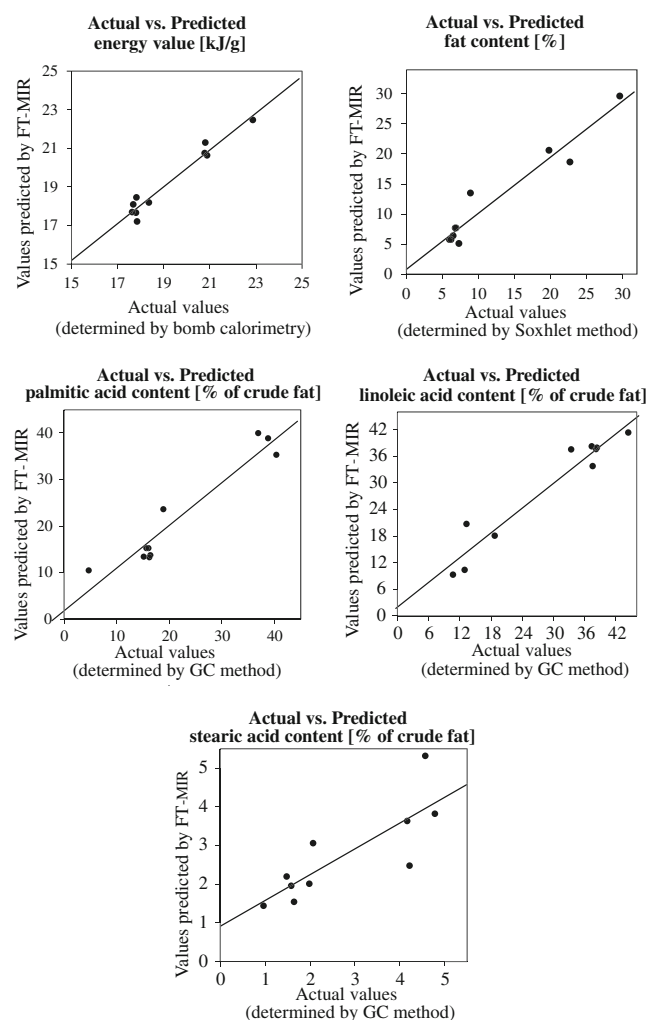 Actual vs. Predicted
energy value [kJ/g]
25
23
21
19
17
15
15
17
19
21
23
25
Values predicted by FT-MIR
Actual values
(determined by bomb calorimetry)
Actual vs. Predicted
fat content [%]
30
25
20
15
10
5
0
0
5
10
15
20
25
30
Values predicted by FT-MIR
Actual values
(determined by Soxhlet method)
Actual vs. Predicted
palmitic acid content [% of crude fat]
40
30
20
10
0
0
10
20
30
40
Values predicted by FT-MIR
Actual values
(determined by GC method)
Actual vs. Predicted
linoleic acid content [% of crude fat]
42
36
30
24
18
12
6
0
0
6
12
18
24
30
36
42
Values predicted by FT-MIR
Actual values
(determined by GC method)
Actual vs. Predicted
stearic acid content [% of crude fat]
5
4
3
2
1
0
0
1
2
3
4
5
Values predicted by FT-MIR
Actual values
(determined by GC method)